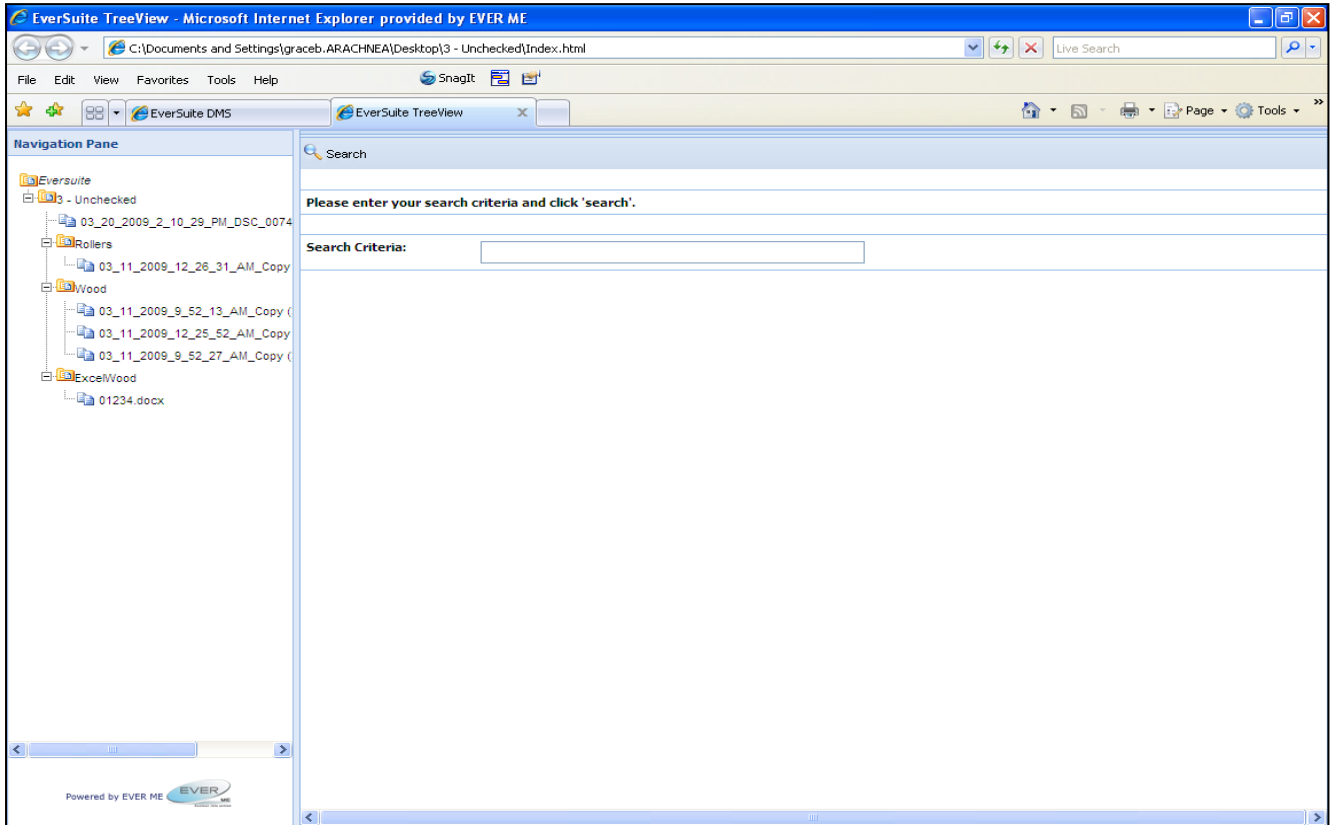 EverSuite TreeView - Microsoft Internet Explorer provided by EVER ME
C:\Documents and Settings\graceb.ARACHNEA\Desktop\3 - Unchecked\Index.html
Live Search
File Edit View Favorites Tools Help
SnagIt
EverSuite DMS
EverSuite TreeView
Page
Tools
Navigation Pane
Search
Eversuite
3 - Unchecked
Please enter your search criteria and click 'search'.
03_20_2009_2_10_29_PM_DSC_0074
Rollers
Search Criteria:
03_11_2009_12_26_31_AM_Copy
Wood
03_11_2009_9_52_13_AM_Copy (
03_11_2009_12_25_52_AM_Copy
03_11_2009_9_52_27_AM_Copy (
ExcelWood
01234.docx
Powered by EVER ME
EVER
ME